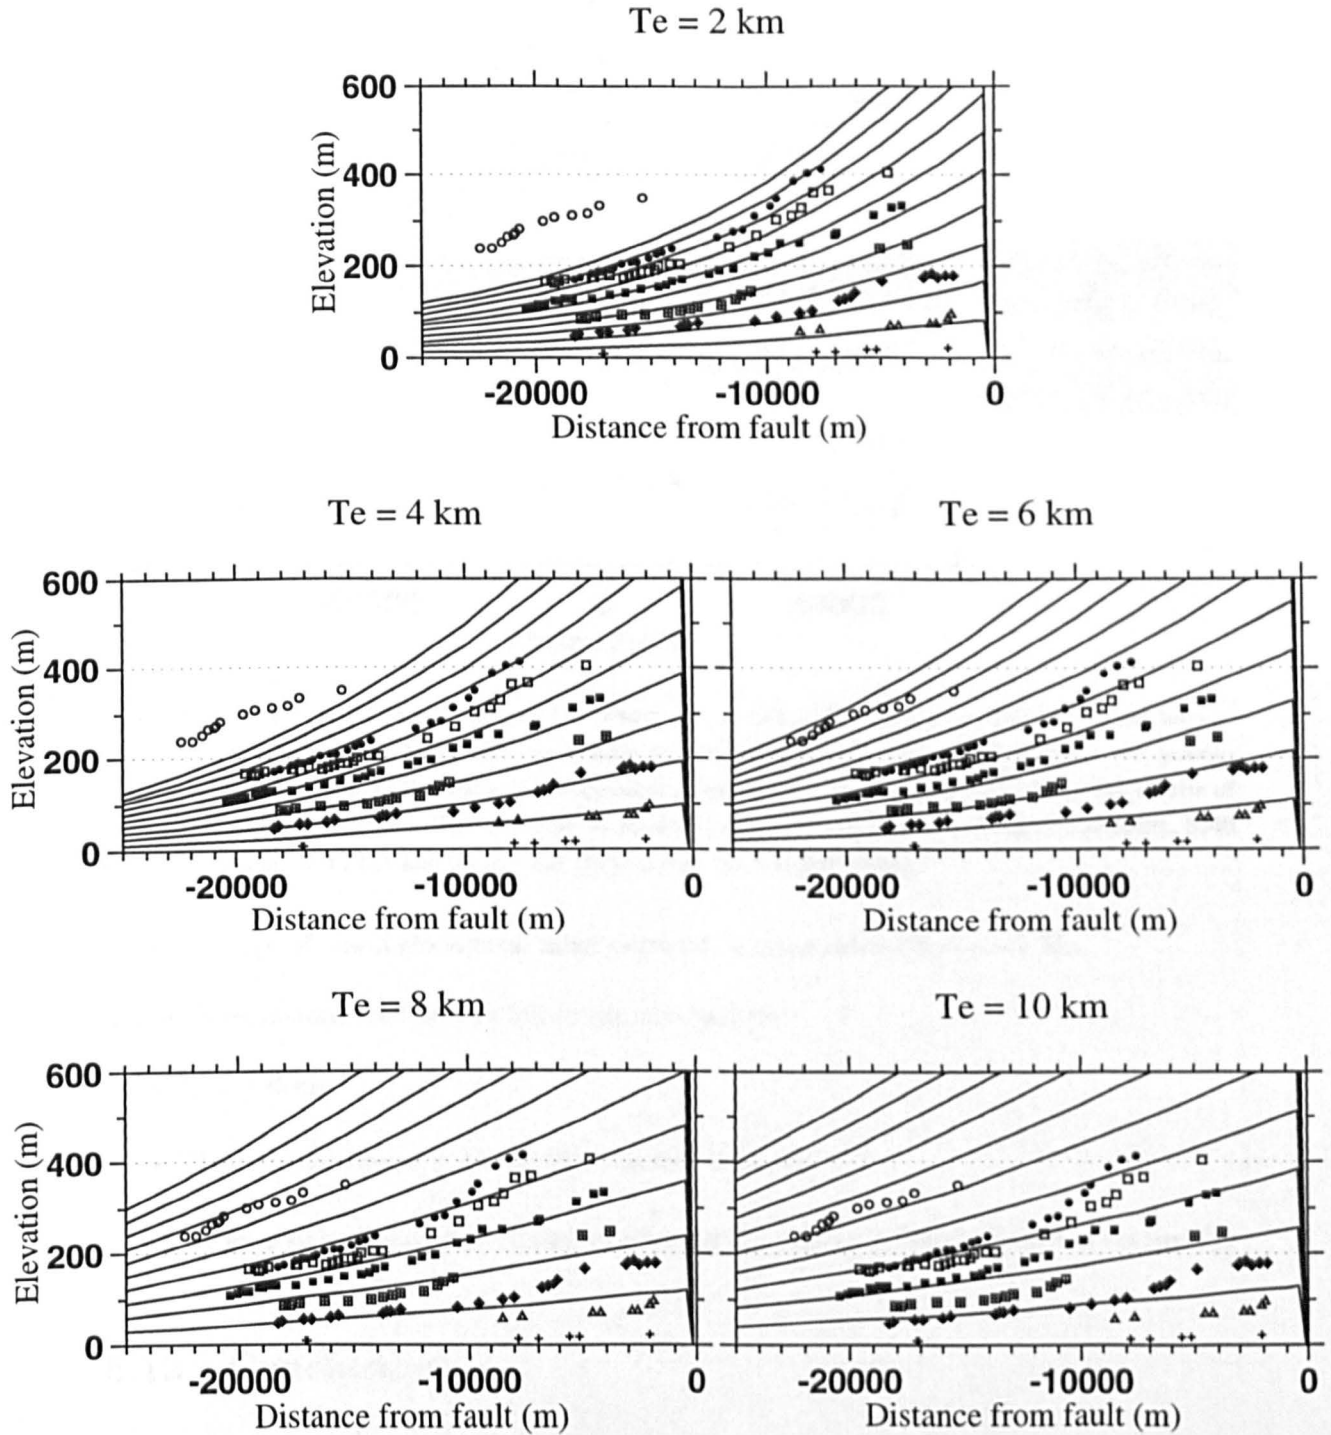 Te = 2 km
600
400
200
0
Elevation (m)
-20000 -10000 0
Distance from fault (m)
Te = 4 km
Te = 6 km
600
400
200
0
Elevation (m)
-20000 -10000 0
-20000 -10000 0
Distance from fault (m)
Distance from fault (m)
Te = 8 km
Te = 10 km
600
400
200
0
Elevation (m)
-20000 -10000 0
-20000 -10000 0
Distance from fault (m)
Distance from fault (m)